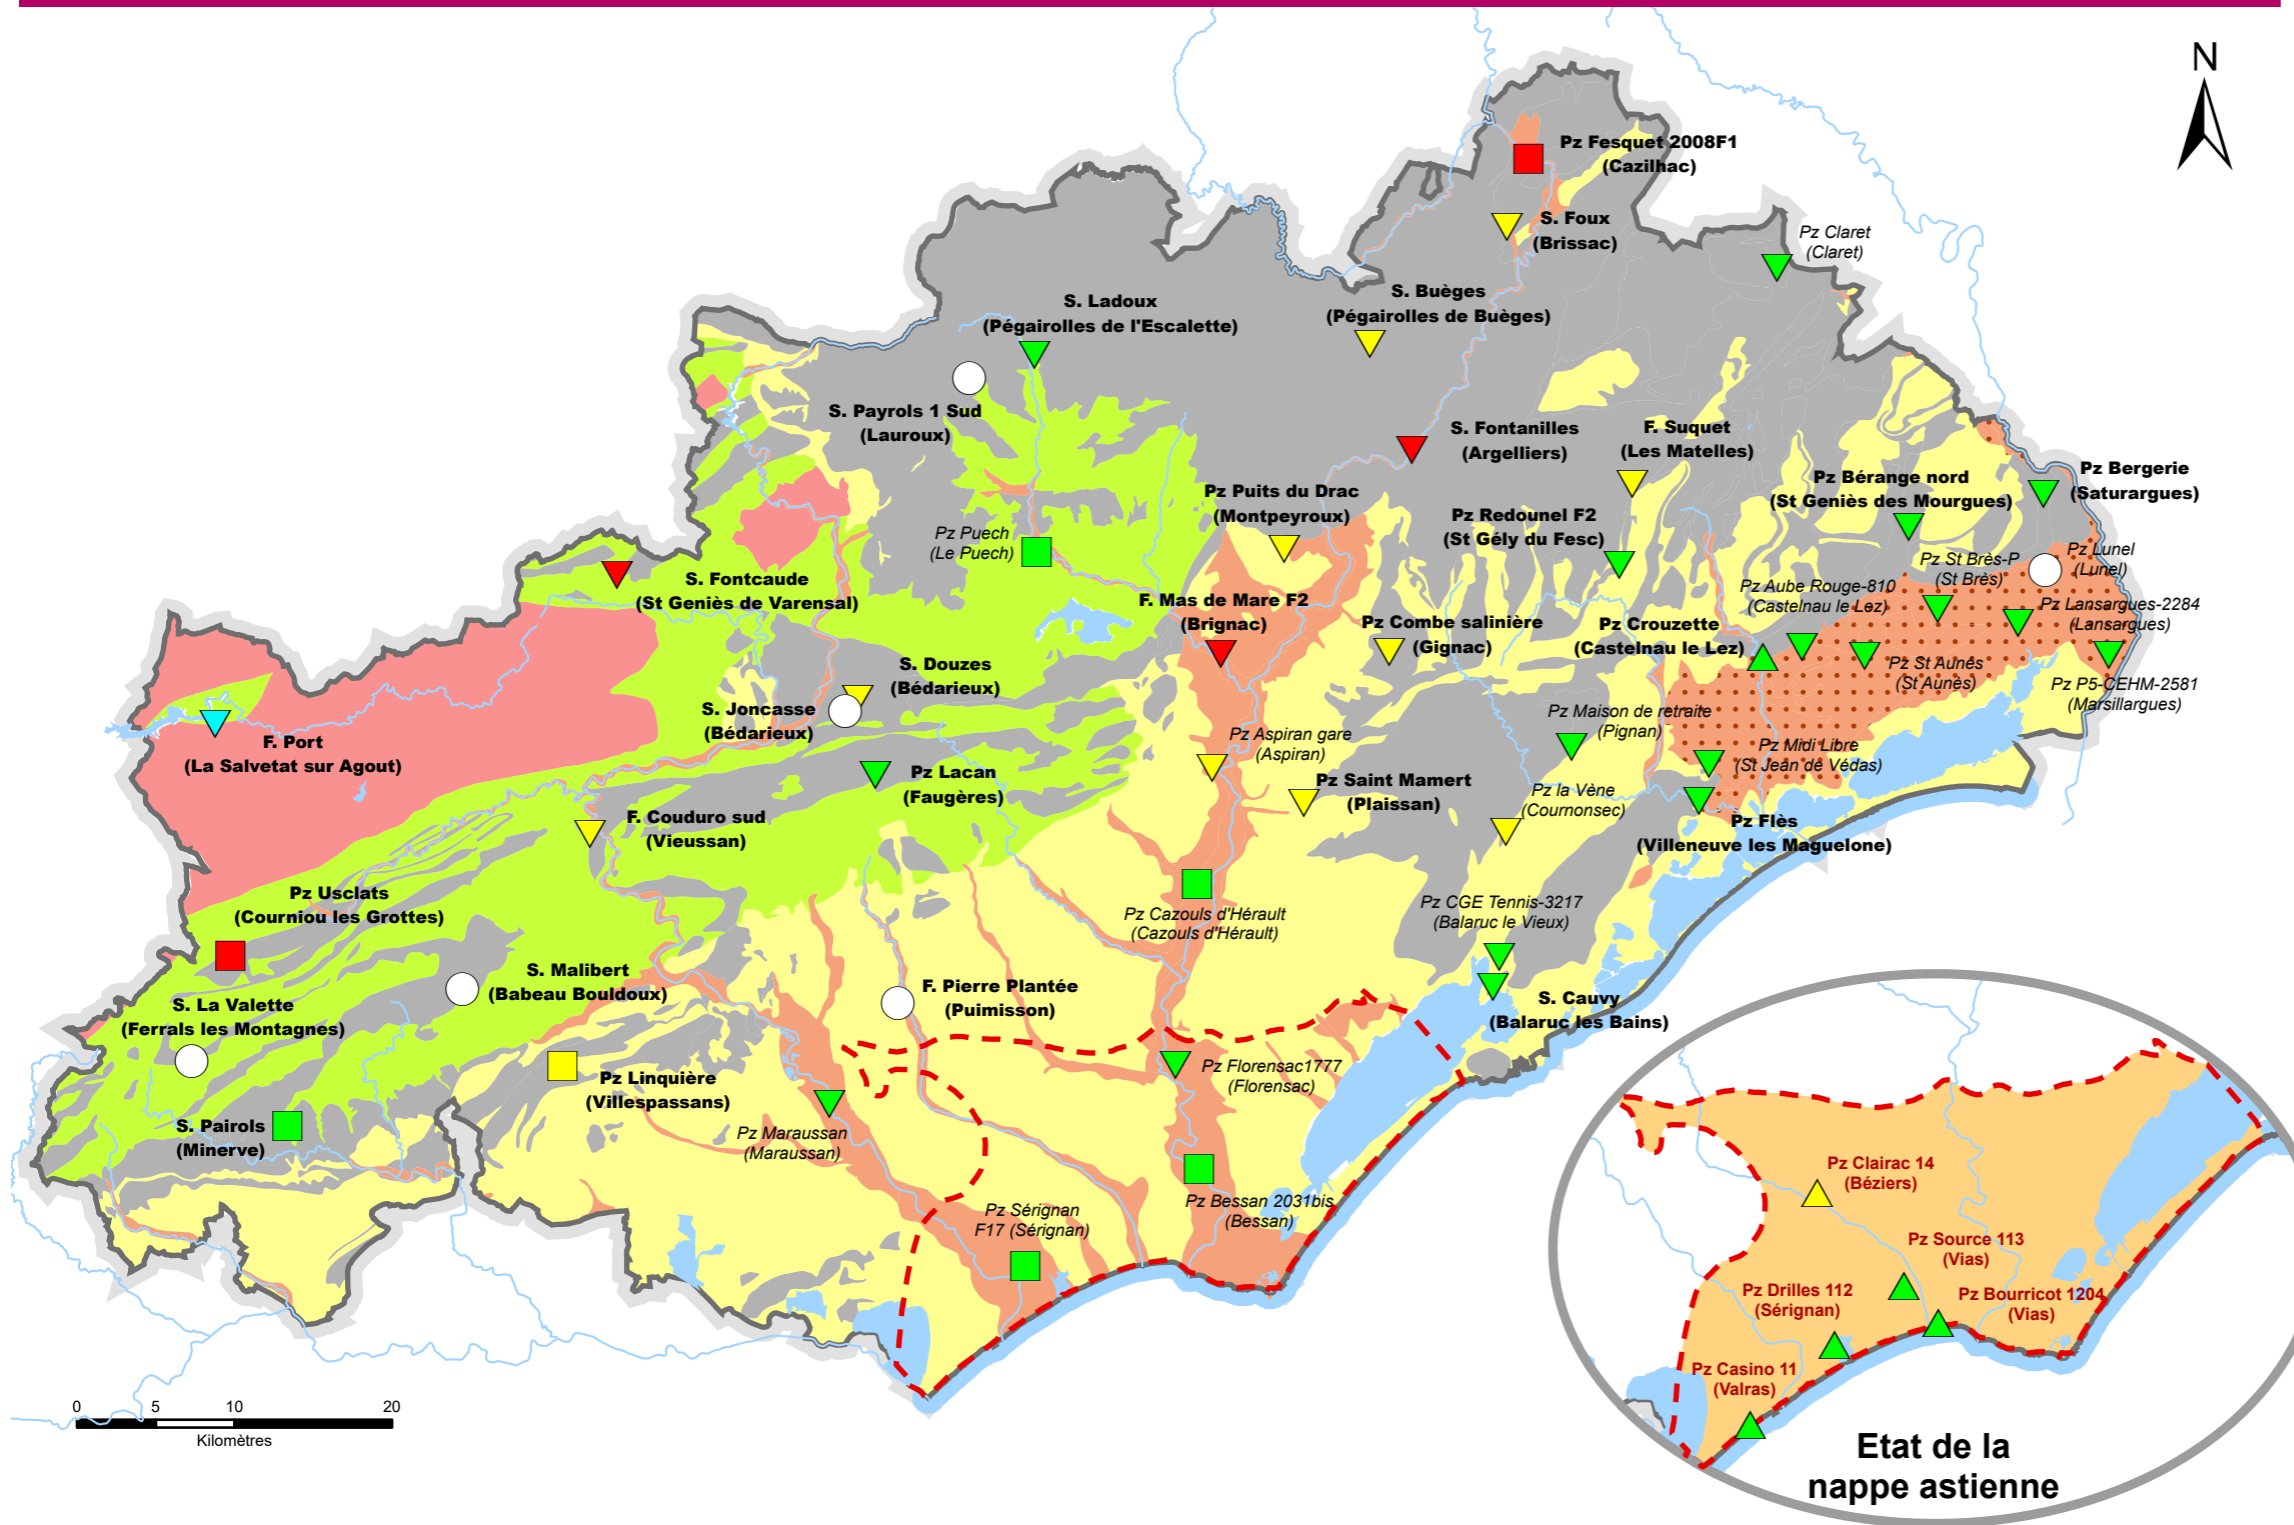 N
Pz Fesquet 2008F1
(Cazilhac)
S. Foux
(Brissac)
Pz Claret
(Claret)
S. Ladoux
(Pégairolles de l'Escalette)
S. Buèges
(Pégairolles de Buèges)
S. Payrols 1 Sud
(Lauroux)
S. Fontanilles
(Argelliers)
F. Suquet
(Les Matelles)
Pz Bérange nord
(St Geniès des Mourgues)
Pz Bergerie
(Saturargues)
Pz Puits du Drac
(Montpeyroux)
Pz Redounel F2
(St Gély du Fesc)
Pz Puech
(Le Puech)
Pz St Brès-P
(St Brès)
Pz Lunel
(Lunel)
S. Fontcaude
(St Geniès de Varensal)
Pz Aube Rouge-810
(Castelnau le Lez)
F. Mas de Mare F2
(Brignac)
Pz Combe salinière
(Gignac)
Pz Crouzette
(Castelnau le Lez)
Pz Lansargues-2284
(Lansargues)
S. Douzes
(Bédarieux)
Pz St Aunès
(St Aunès)
Pz P5-CEHM-2581
(Marsillargues)
S. Joncasse
(Bédarieux)
Pz Maison de retraite
(Pignan)
F. Port
(La Salvetat sur Agout)
Pz Aspiran gare
(Aspiran)
Pz Midi Libre
(St Jean de Védas)
Pz Lacan
(Faugères)
Pz Saint Mamert
(Plaissan)
Pz la Vène
(Cournonsec)
F. Couduro sud
(Vieussan)
Pz Flès
(Villeneuve les Maguelone)
Pz Usclats
(Courniou les Grottes)
Pz Cazouls d'Hérault
(Cazouls d'Hérault)
Pz CGE Tennis-3217
(Balaruc le Vieux)
S. Malibert
(Babeau Bouldoux)
F. Pierre Plantée
(Puimisson)
S. La Valette
(Ferrals les Montagnes)
S. Cauvy
(Balaruc les Bains)
Pz Linquière
(Villespassans)
Pz Florensac1777
(Florensac)
S. Pairols
(Minerve)
Pz Maraussan
(Maraussan)
Pz Sérignan
F17 (Sérignan)
Pz Bessan 2031bis
(Bessan)
Pz Clairac 14
(Béziers)
Pz Source 113
(Vias)
Pz Drilles 112
(Sérignan)
Pz Bourricot 1204
(Vias)
Pz Casino 11
(Valras)
0 5 10 20
Kilomètres
Etat de la
nappe astienne